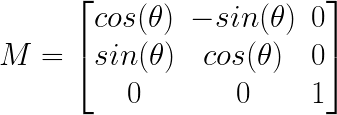 M = [cos(θ) -sin(θ) 0
sin(θ) cos(θ) 0
0 0 1]